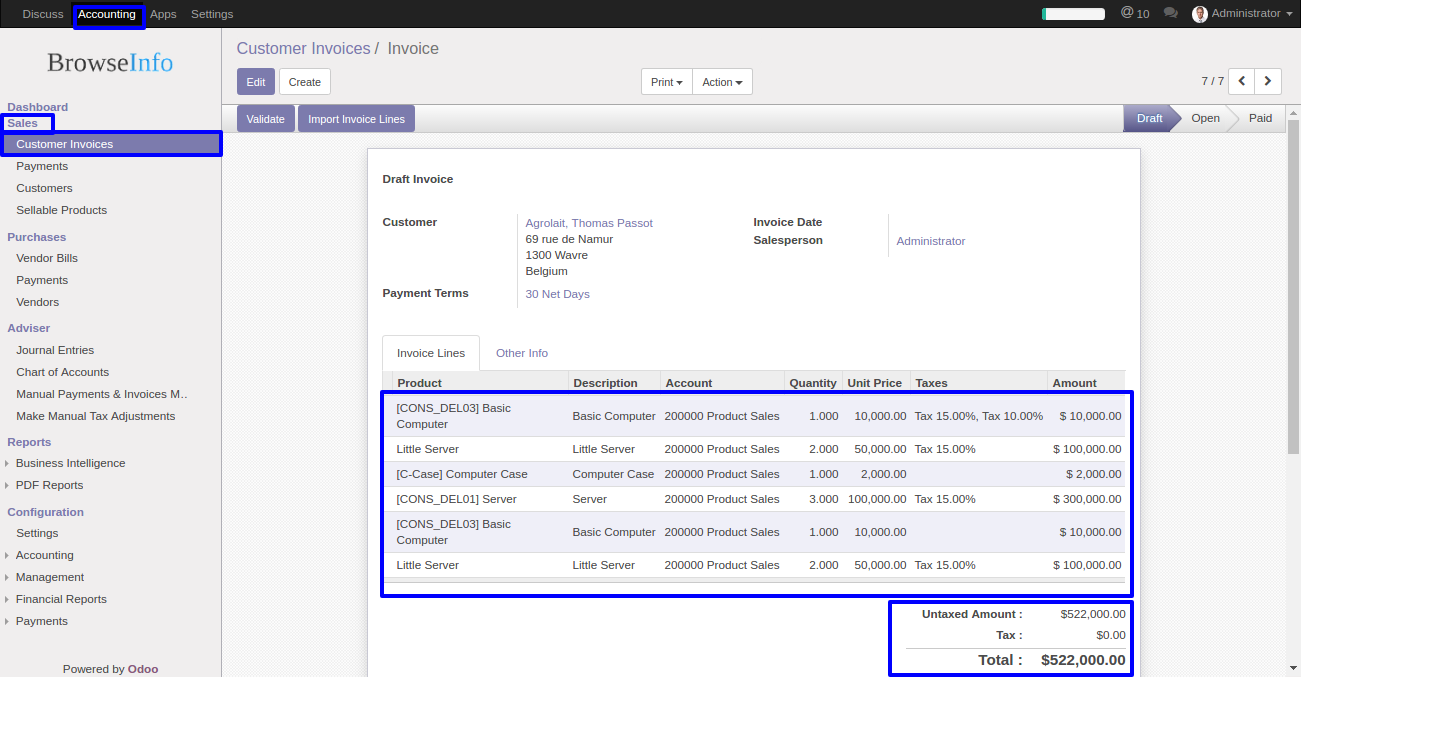 Discuss Accounting Apps Settings
@ 10 Administrator
BrowseInfo
Dashboard
Sales
Customer Invoices
Payments
Customers
Sellable Products
Purchases
Vendor Bills
Payments
Vendors
Adviser
Journal Entries
Chart of Accounts
Manual Payments & Invoices M..
Make Manual Tax Adjustments
Reports
Business Intelligence
PDF Reports
Configuration
Settings
Accounting
Management
Financial Reports
Payments
Powered by Odoo
Customer Invoices / Invoice
Edit Create Print Action 7 / 7
Validate Import Invoice Lines Draft Open Paid
Draft Invoice
Customer
Agrolait, Thomas Passot
69 rue de Namur
1300 Wavre
Belgium
Payment Terms 30 Net Days
Invoice Date
Salesperson Administrator
Invoice Lines Other Info
Product Description Account Quantity Unit Price Taxes Amount
[CONS_DEL03] Basic
Computer Basic Computer 200000 Product Sales 1.000 10,000.00 Tax 15.00%, Tax 10.00% $ 10,000.00
Little Server Little Server 200000 Product Sales 2.000 50,000.00 Tax 15.00% $ 100,000.00
[C-Case] Computer Case Computer Case 200000 Product Sales 1.000 2,000.00 $ 2,000.00
[CONS_DEL01] Server Server 200000 Product Sales 3.000 100,000.00 Tax 15.00% $ 300,000.00
[CONS_DEL03] Basic
Computer Basic Computer 200000 Product Sales 1.000 10,000.00 $ 10,000.00
Little Server Little Server 200000 Product Sales 2.000 50,000.00 Tax 15.00% $ 100,000.00
Untaxed Amount : $522,000.00
Tax : $0.00
Total : $522,000.00